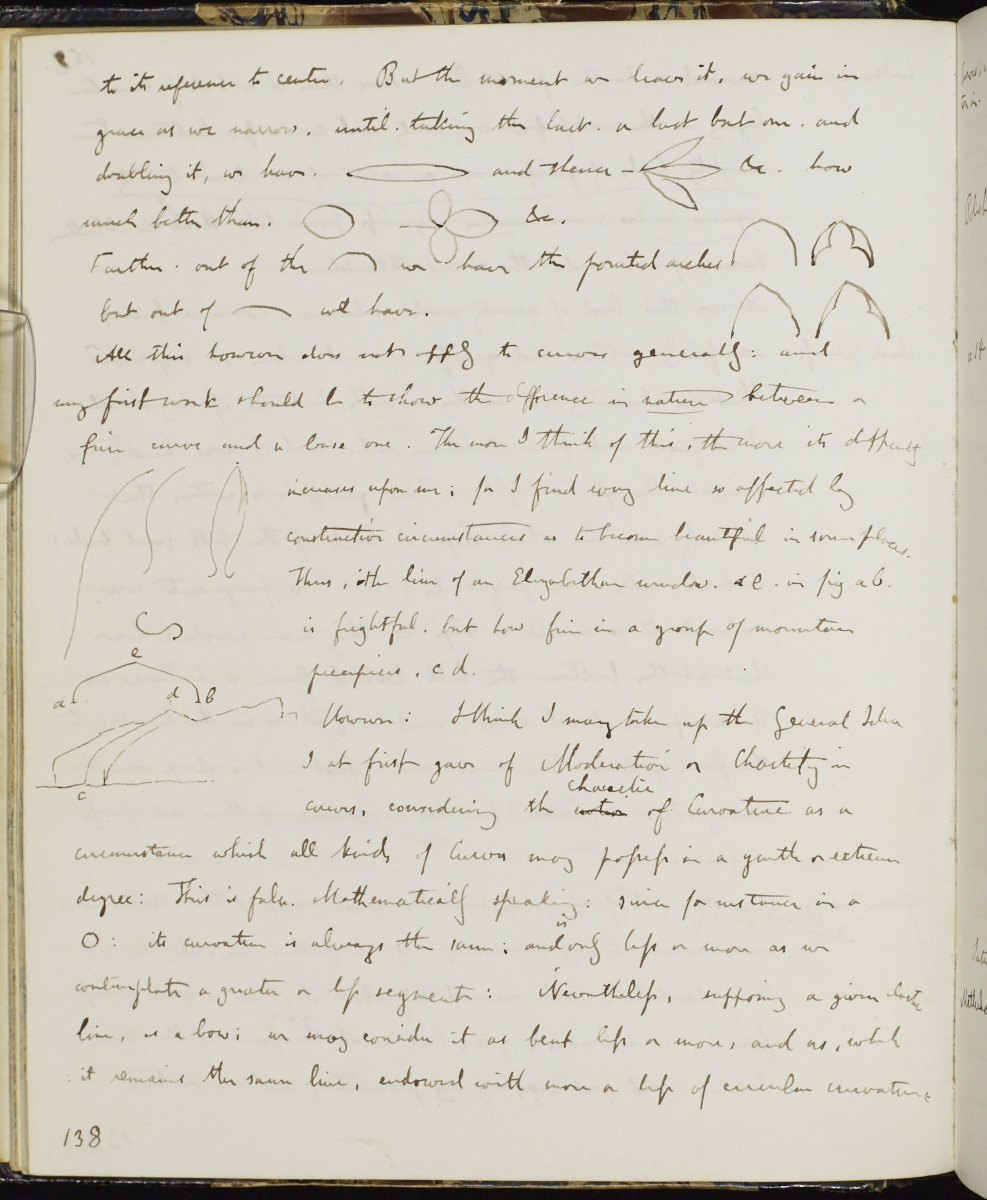 to its reference to center. But the moment we leave it, we gain in
grace as we narrow. until. taking the last. or last but one. and
doubling it, we have. and thence — &c. how
much better than. — &c.
Farther. out of the we have the pointed arches
but out of we have.
All this however does not apply to curves generally: and
my first work should be to show the difference in nature between a
fine curve and a base one. The more I think of this, the more its difficulty
increases upon me; for I find every line so affected by
constructive circumstances as to become beautiful in some places.
Thus, the line of an Elizabethan window. a e. in fig a b.
is frightful. but how fine in a group of mountain
precipices. c d.
e
a d b
c
However: I think I may take up the General Idea
I at first gave of Moderation or Chastity in
character
curves, considering the notion of Curvature as a
circumstance which all kinds of Curves may possess in a gentle or extreme
degree: This is false. Mathematically speaking: since for instance in a
O: its curvature is always the same; and is only less or more as we
contemplate a greater or less segment: Nevertheless, supposing a given elastic
line, as a bow; we may consider it as bent less or more, and as, while
it remains the same line, endowed with more or less of circular curvature.
138